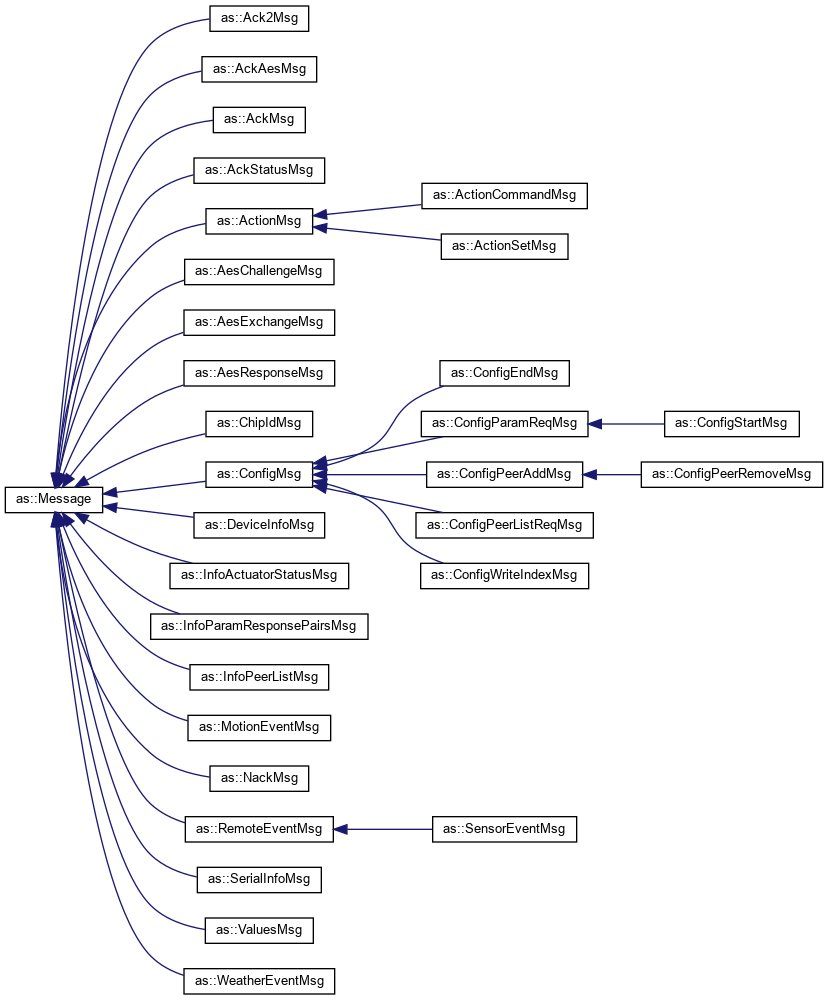 as::Ack2Msg
as::AckAesMsg
as::AckMsg
as::AckStatusMsg
as::ActionCommandMsg
as::ActionMsg
as::ActionSetMsg
as::AesChallengeMsg
as::AesExchangeMsg
as::AesResponseMsg
as::ConfigEndMsg
as::ChipIdMsg
as::ConfigParamReqMsg
as::ConfigStartMsg
as::ConfigMsg
as::ConfigPeerAddMsg
as::ConfigPeerRemoveMsg
as::Message
as::DeviceInfoMsg
as::ConfigPeerListReqMsg
as::InfoActuatorStatusMsg
as::ConfigWriteIndexMsg
as::InfoParamResponsePairsMsg
as::InfoPeerListMsg
as::MotionEventMsg
as::NackMsg
as::RemoteEventMsg
as::SensorEventMsg
as::SerialInfoMsg
as::ValuesMsg
as::WeatherEventMsg